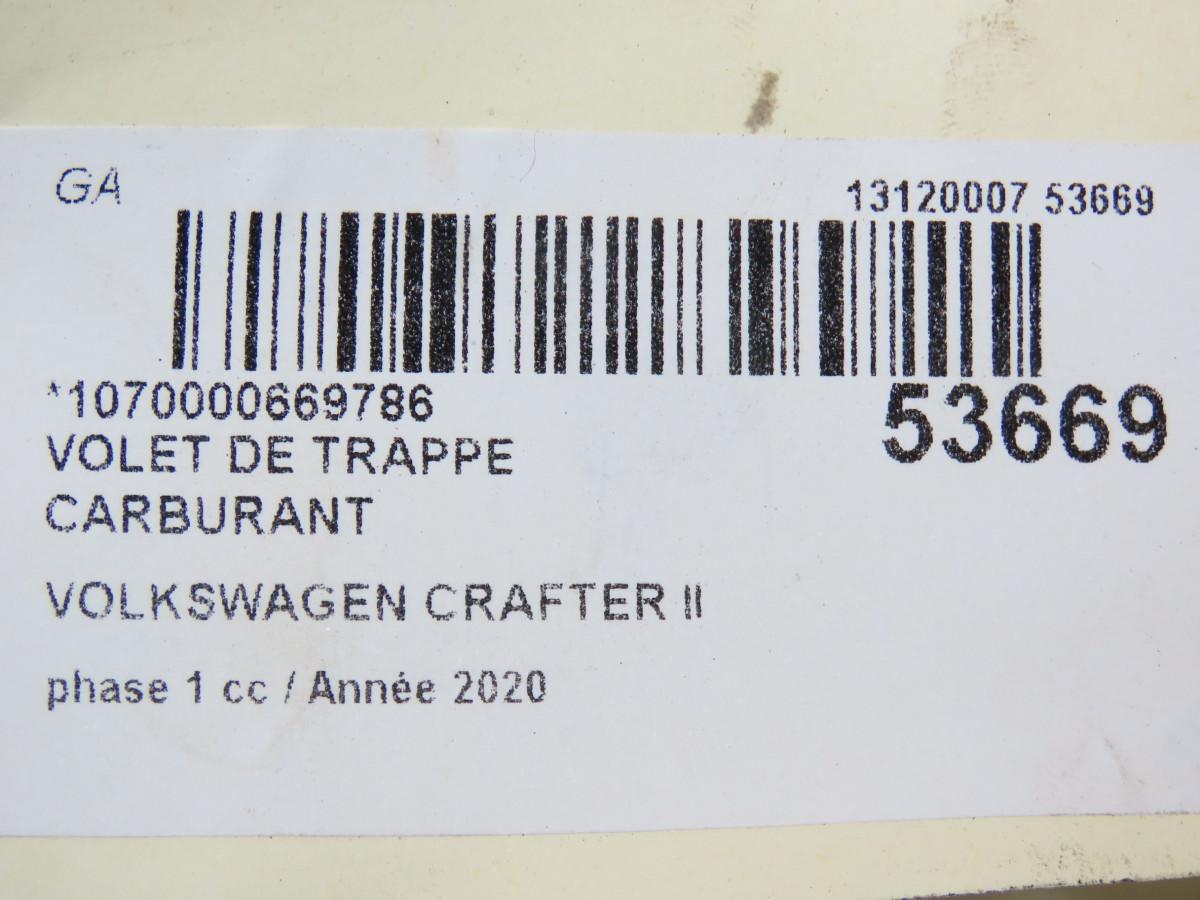 GA
13120007 53669
*1070000669786
53669
VOLET DE TRAPPE
CARBURANT
VOLKSWAGEN CRAFTER II
phase 1 cc / Année 2020